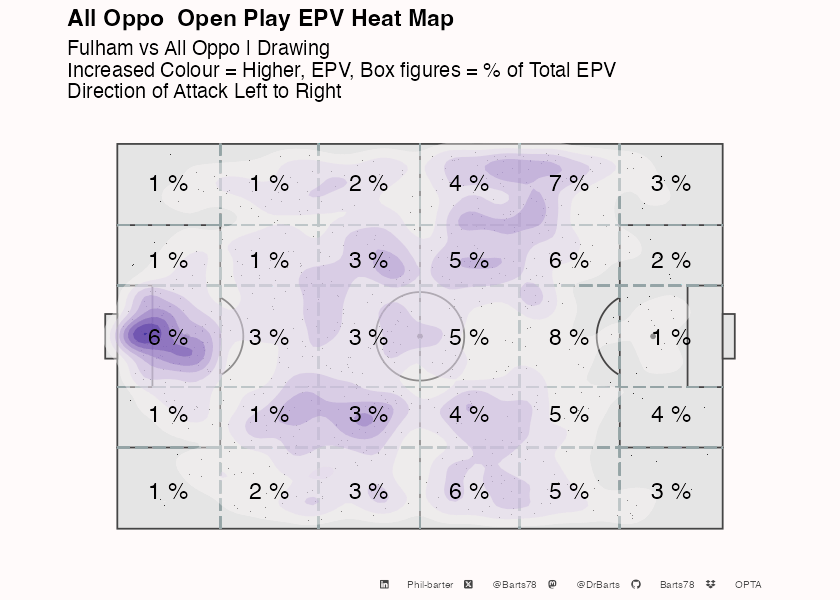 All Oppo  Open Play EPV Heat Map
Fulham vs All Oppo | Drawing
Increased Colour = Higher, EPV, Box figures = % of Total EPV
Direction of Attack Left to Right
1 % 1 % 2 % 4 % 7 % 3 %
1 % 1 % 3 % 5 % 6 % 2 %
6 % 3 % 3 % 5 % 8 % 1 %
1 % 1 % 3 % 4 % 5 % 4 %
1 % 2 % 3 % 6 % 5 % 3 %
Phil-barter @Barts78 @DrBarts Barts78 OPTA